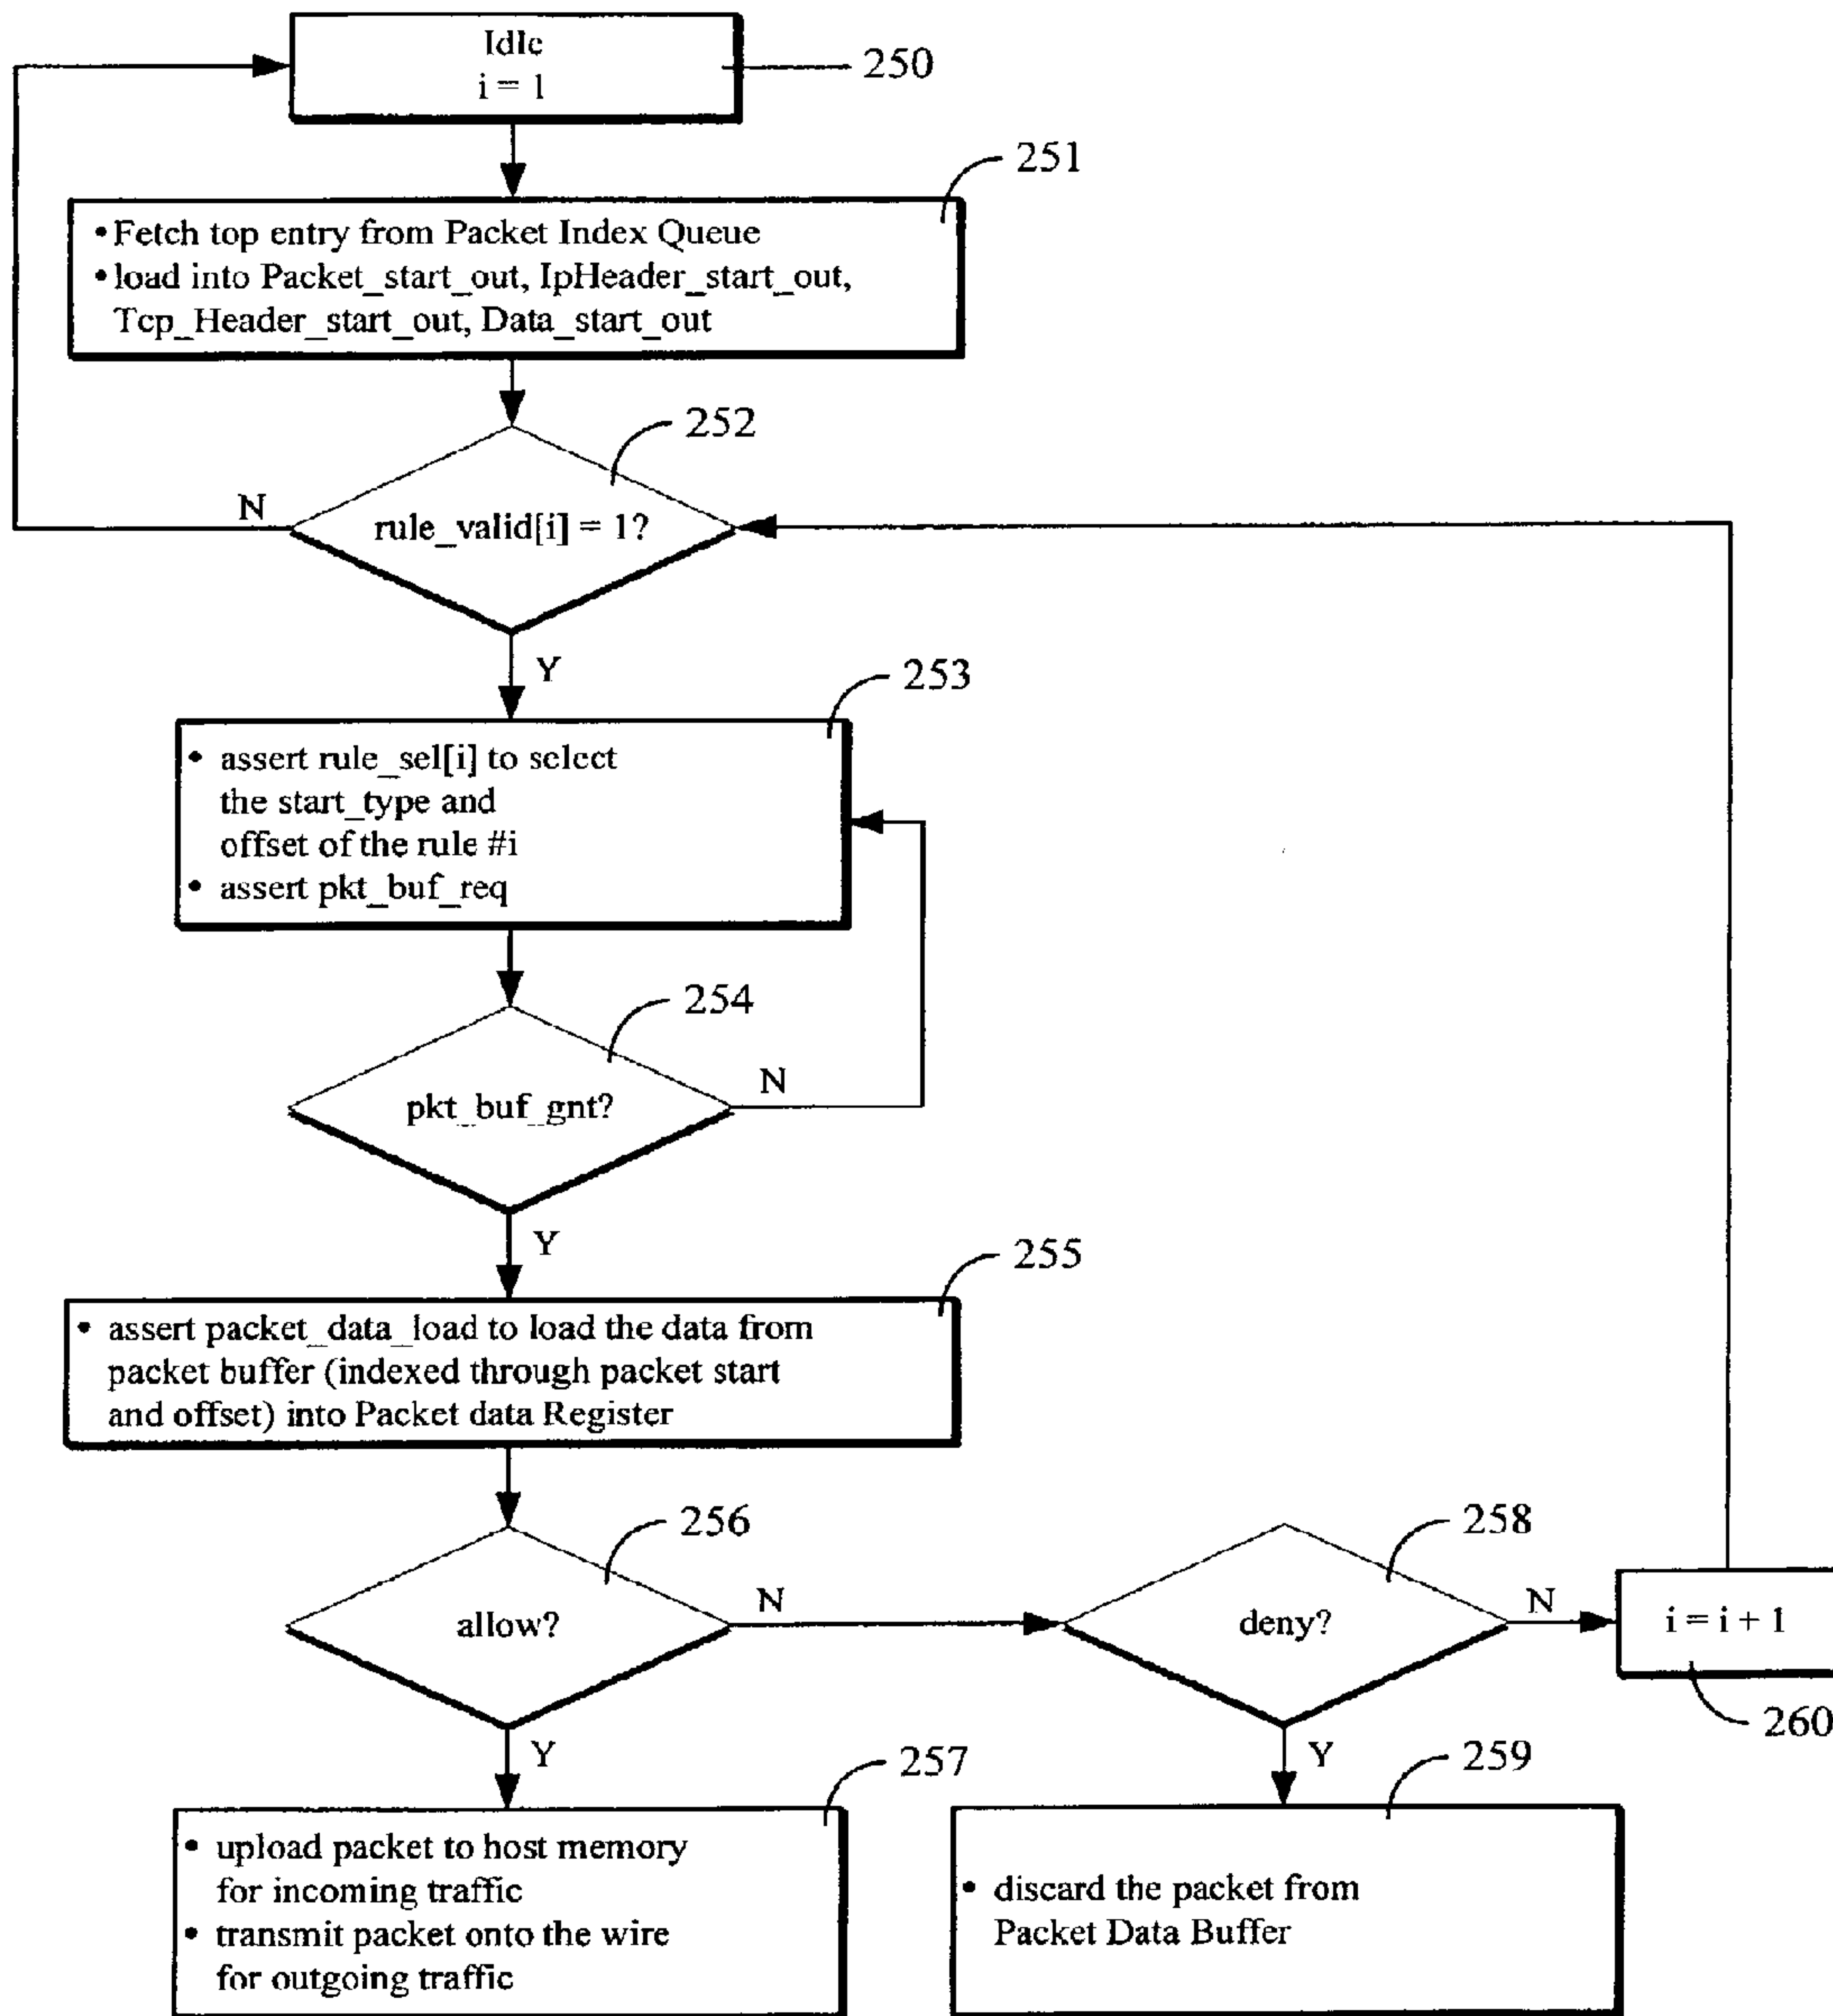 Idle
i = 1
250
251
• Fetch top entry from Packet Index Queue
• load into Packet_start_out, IpHeader_start_out,
Tcp_Header_start_out, Data_start_out
252
N
rule_valid[i] = 1?
Y
253
• assert rule_sel[i] to select
the start_type and
offset of the rule #i
• assert pkt_buf_req
254
pkt_buf_gnt?
N
Y
255
• assert packet_data_load to load the data from
packet buffer (indexed through packet start
and offset) into Packet data Register
256
allow?
N
258
deny?
N
i = i + 1
260
Y
257
• upload packet to host memory
for incoming traffic
• transmit packet onto the wire
for outgoing traffic
Y
259
• discard the packet from
Packet Data Buffer